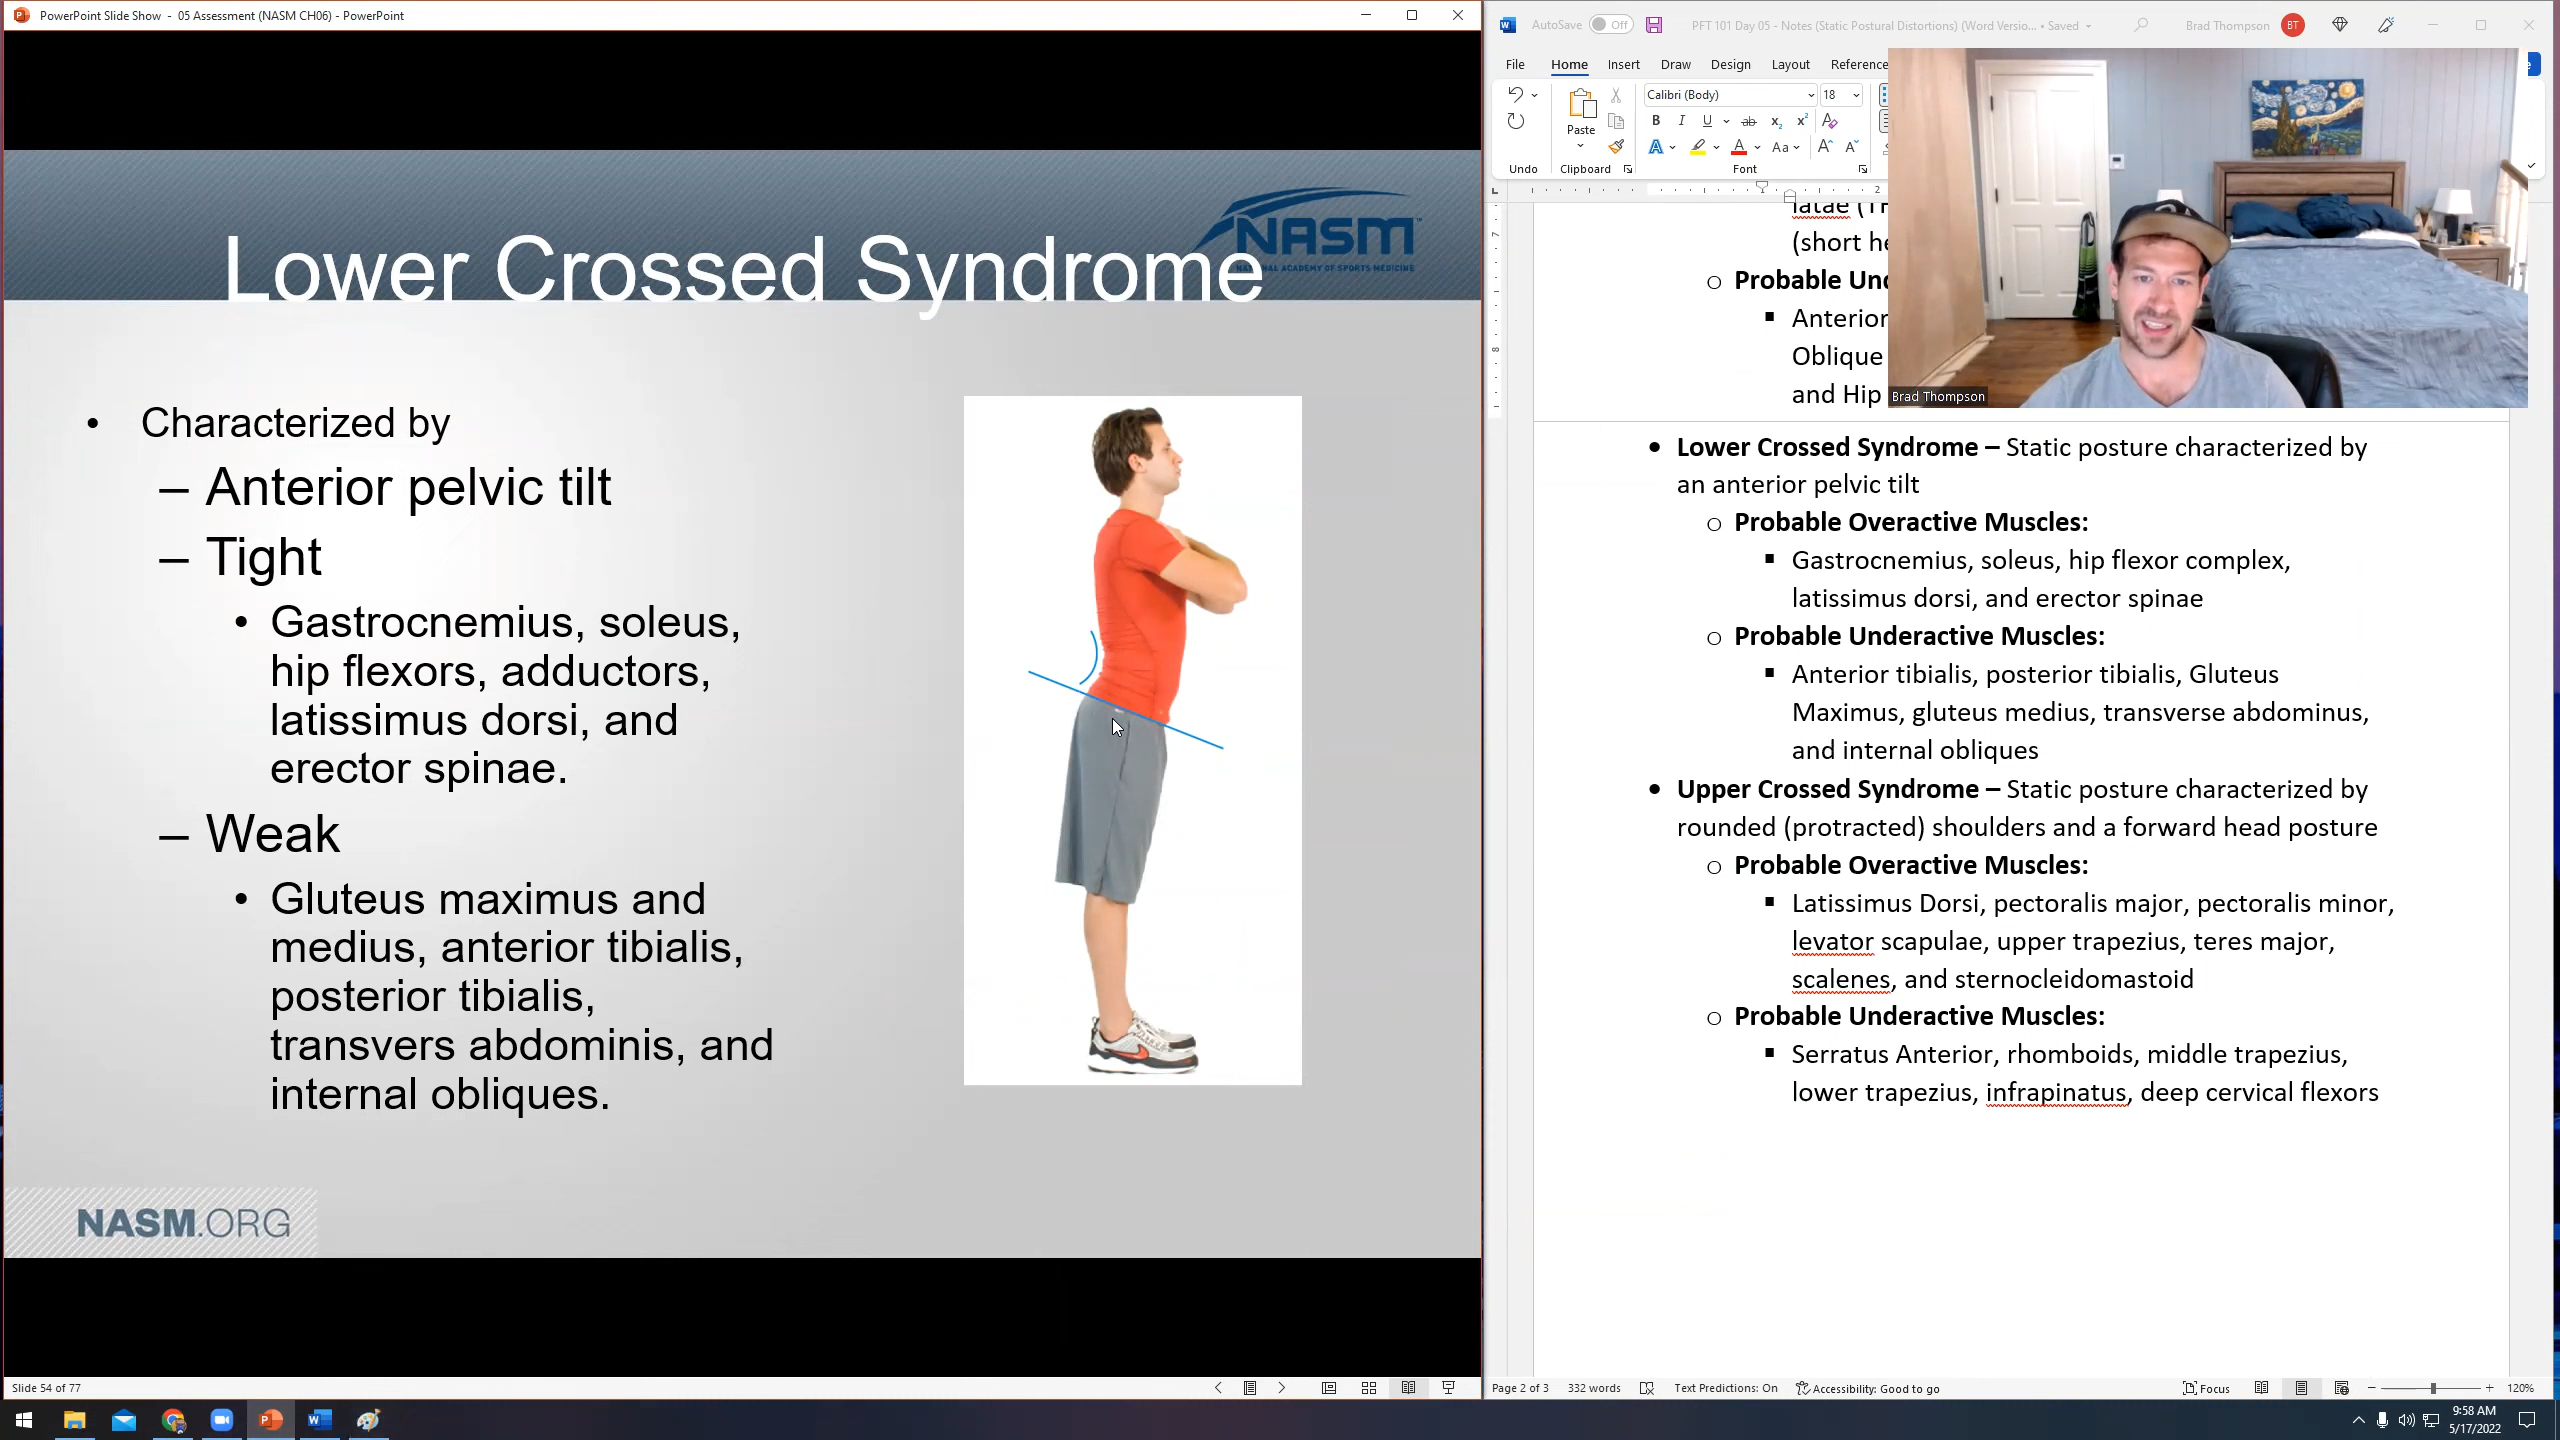 PowerPoint Slide Show - 05 Assessment (NASM CH06) - PowerPoint
Lower Crossed Syndrome
NASM
NATIONAL ACADEMY OF SPORTS MEDICINE
• Characterized by
– Anterior pelvic tilt
– Tight
• Gastrocnemius, soleus,
hip flexors, adductors,
latissimus dorsi, and
erector spinae.
– Weak
• Gluteus maximus and
medius, anterior tibialis,
posterior tibialis,
transvers abdominis, and
internal obliques.
NASM.ORG
Slide 54 of 77
AutoSave Off
PFT 101 Day 05 - Notes (Static Postural Distortions) (Word Versio... • Saved
Brad Thompson BT
File Home Insert Draw Design Layout Reference
Calibri (Body) 18
Paste
Undo Clipboard Font
Brad Thompson
latae
(short
o Probable
▪ Anterior
Oblique
and Hip
• Lower Crossed Syndrome – Static posture characterized by
an anterior pelvic tilt
o Probable Overactive Muscles:
▪ Gastrocnemius, soleus, hip flexor complex,
latissimus dorsi, and erector spinae
o Probable Underactive Muscles:
▪ Anterior tibialis, posterior tibialis, Gluteus
Maximus, gluteus medius, transverse abdominus,
and internal obliques
• Upper Crossed Syndrome – Static posture characterized by
rounded (protracted) shoulders and a forward head posture
o Probable Overactive Muscles:
▪ Latissimus Dorsi, pectoralis major, pectoralis minor,
levator scapulae, upper trapezius, teres major,
scalenes, and sternocleidomastoid
o Probable Underactive Muscles:
▪ Serratus Anterior, rhomboids, middle trapezius,
lower trapezius, infrapinatus, deep cervical flexors
Page 2 of 3 332 words Text Predictions: On Accessibility: Good to go Focus 120%
9:58 AM
5/17/2022